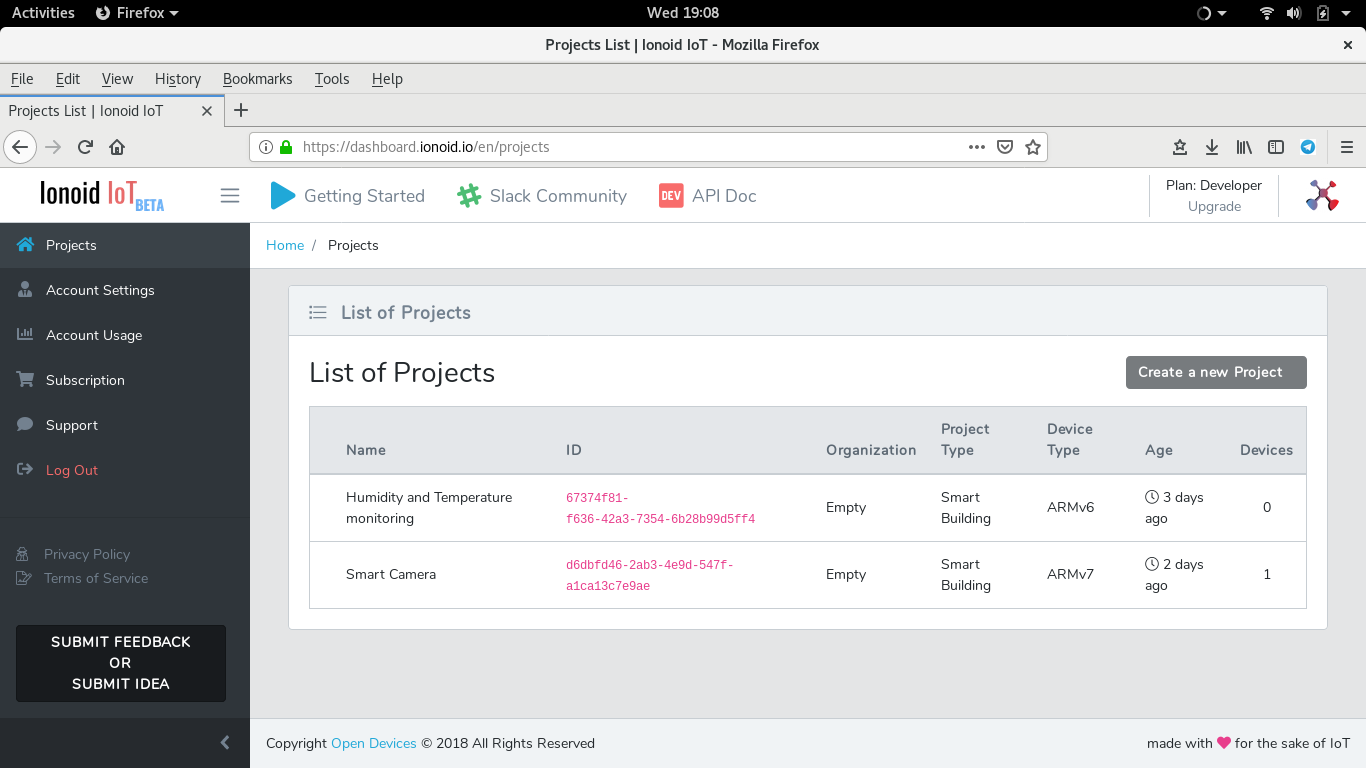 Activities Firefox Wed 19:08
Projects List | Ionoid IoT - Mozilla Firefox
File Edit View History Bookmarks Tools Help
Projects List | Ionoid IoT
https://dashboard.ionoid.io/en/projects
Ionoid IoT BETA
Getting Started
Slack Community
DEV API Doc
Plan: Developer
Upgrade
Projects
Account Settings
Account Usage
Subscription
Support
Log Out
Privacy Policy
Terms of Service
SUBMIT FEEDBACK
OR
SUBMIT IDEA
Home / Projects
List of Projects
List of Projects
Create a new Project
Name ID Organization Project Type Device Type Age Devices
Humidity and Temperature monitoring 67374f81-f636-42a3-7354-6b28b99d5ff4 Empty Smart Building ARMv6 3 days ago 0
Smart Camera d6dbfd46-2ab3-4e9d-547f-a1ca13c7e9ae Empty Smart Building ARMv7 2 days ago 1
Copyright Open Devices © 2018 All Rights Reserved
made with ♥ for the sake of IoT